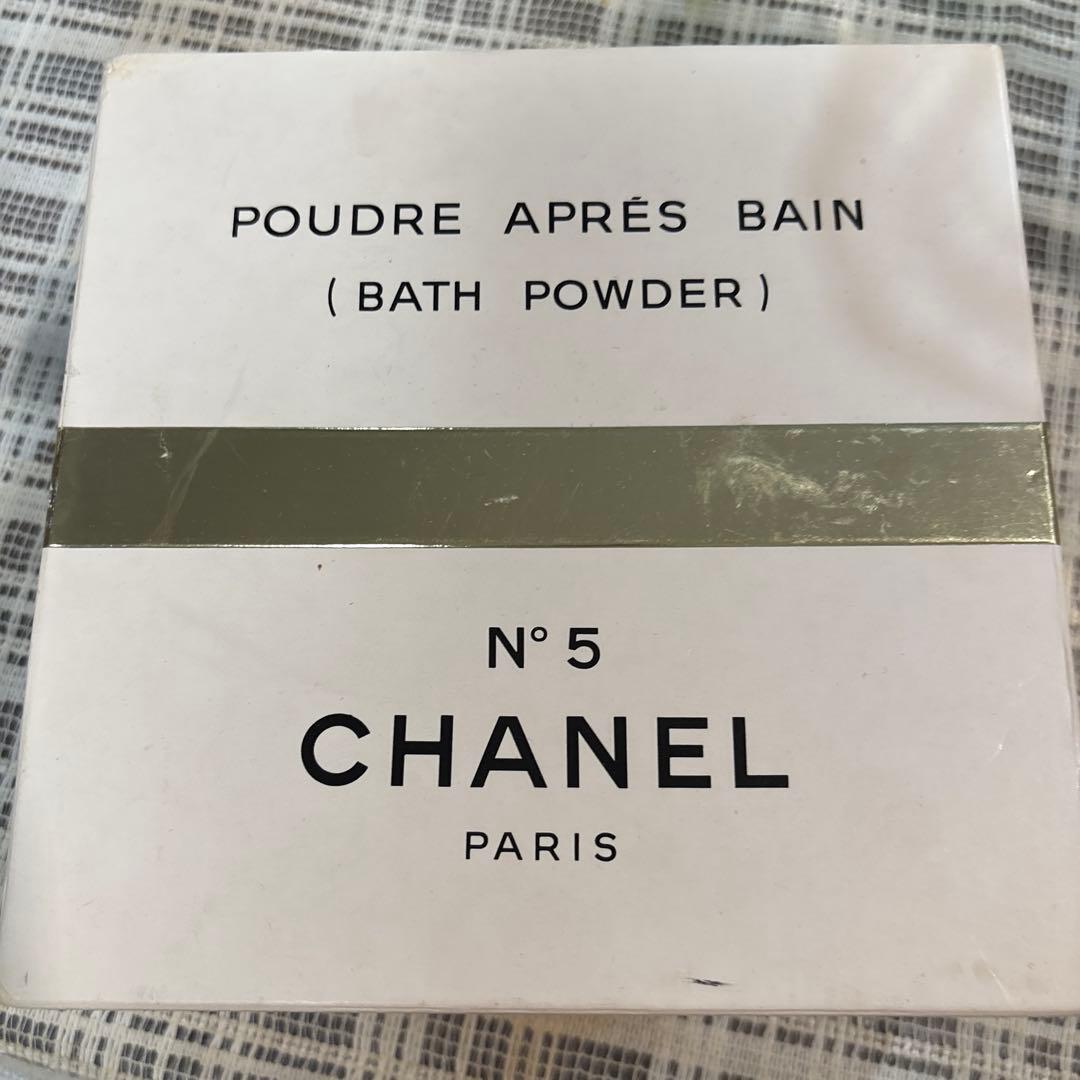 POUDRE APRÉS BAIN
( BATH POWDER )
N° 5
CHANEL
PARIS